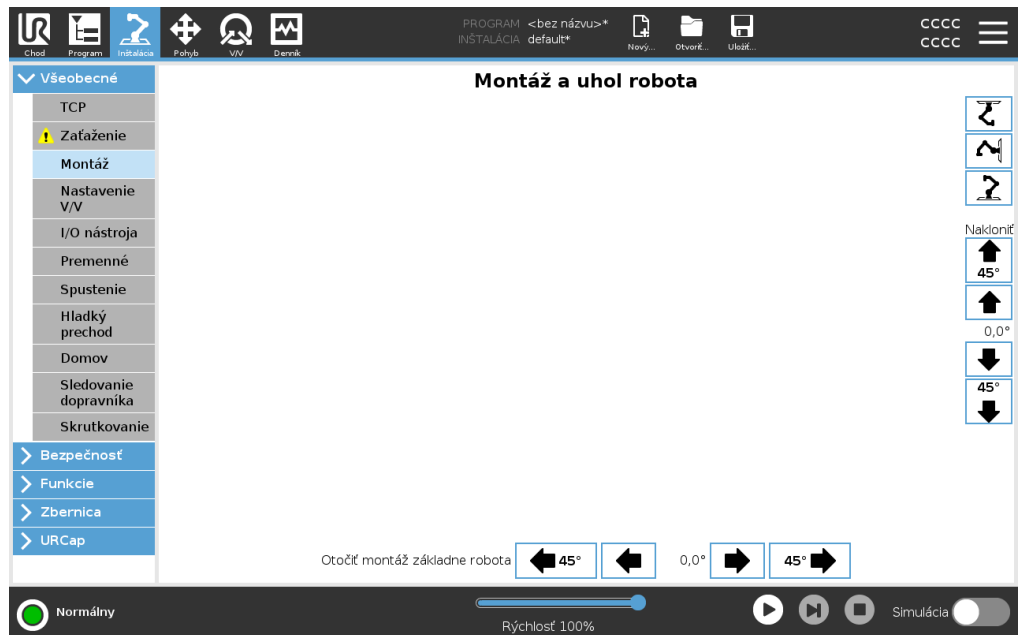 UR
Chod
Program
Inštalácia
Pohyb
V/V
Denník
PROGRAM <bez názvu>*
INŠTALÁCIA default*
Nový...
Otvoriť...
Uložiť...
cccc
cccc
Všeobecné
TCP
Zaťaženie
Montáž
Nastavenie
V/V
I/O nástroja
Premenné
Spustenie
Hladký
prechod
Domov
Sledovanie
dopravníka
Skrutkovanie
Bezpečnosť
Funkcie
Zbernica
URCap
Montáž a uhol robota
Nakloniť
45°
0,0°
45°
Otočiť montáž základne robota
45°
0,0°
45°
Normálny
Rýchlosť 100%
Simulácia